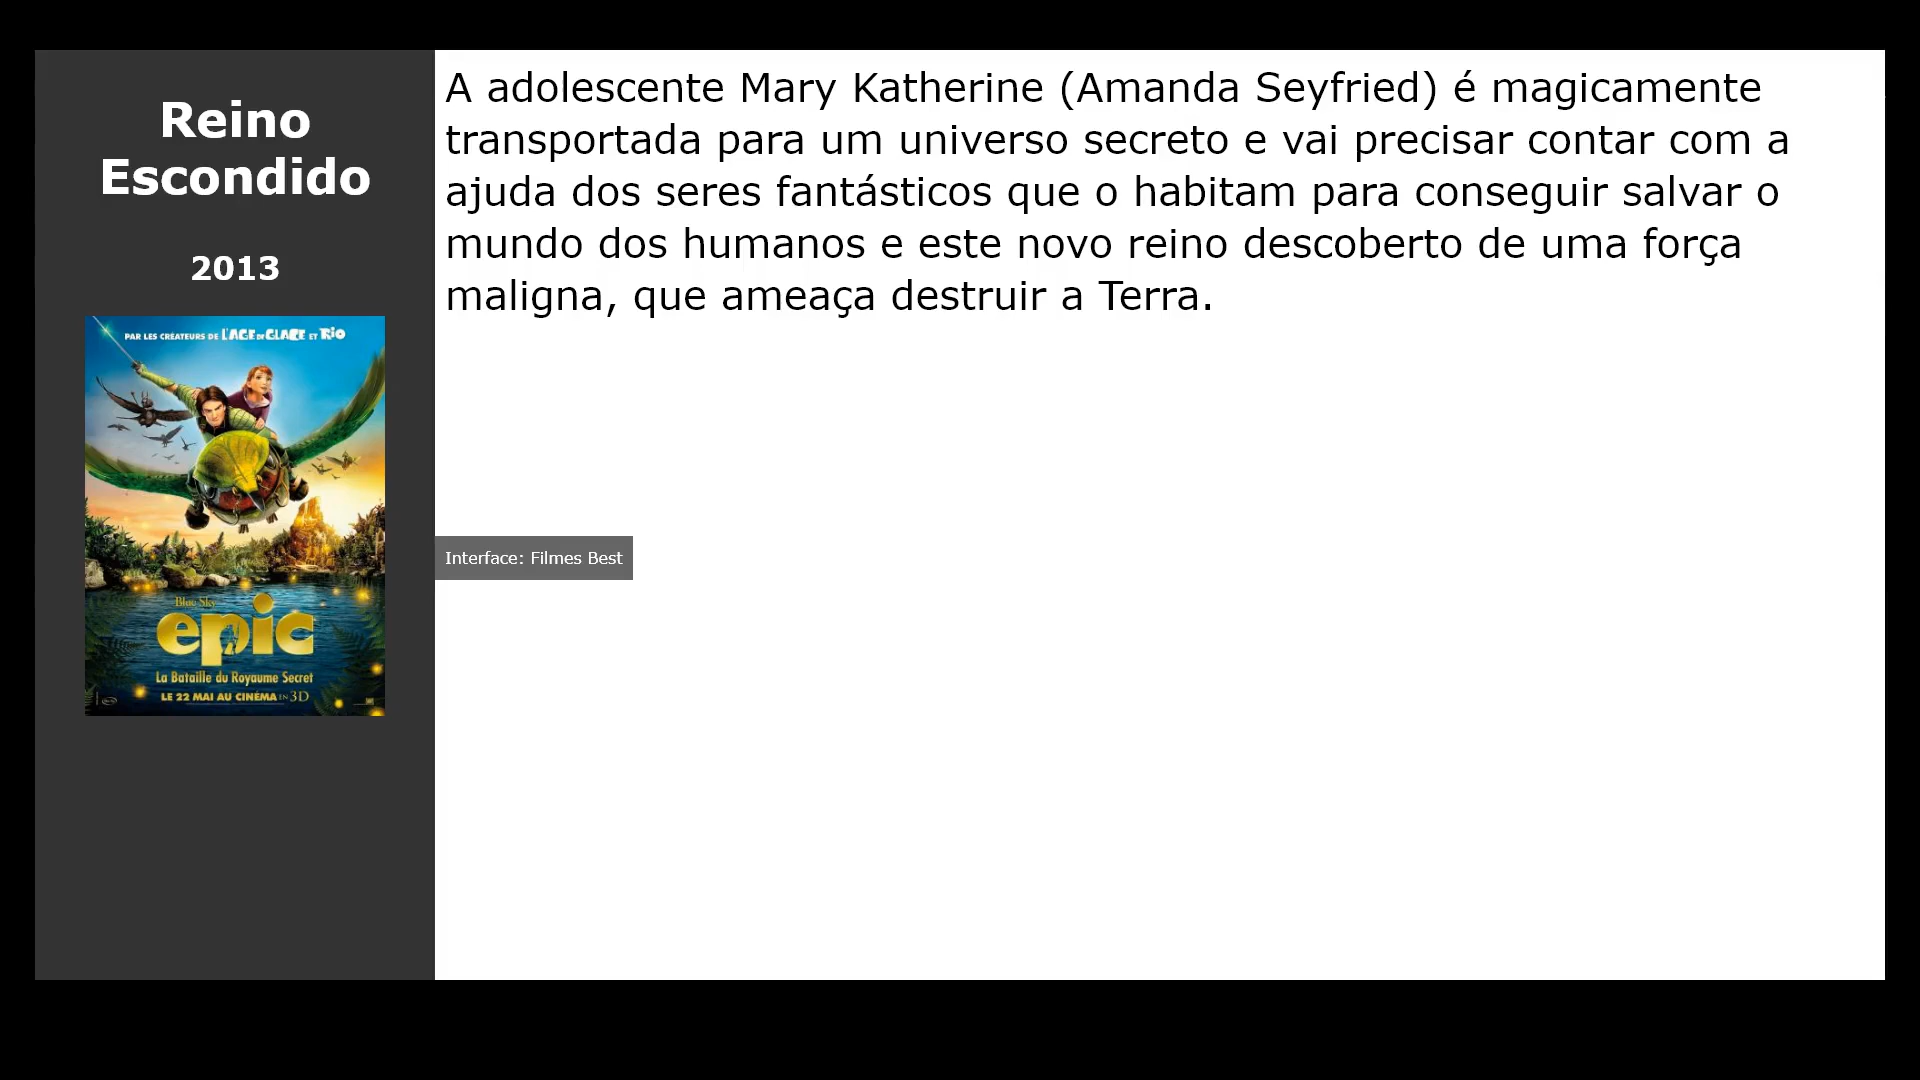 Reino
Escondido
2013
PAR LES CRÉATEURS DE L'AGE DE GLACE ET RIO
Blue Sky
epic
La Bataille du Royaume Secret
LE 22 MAI AU CINÉMA EN 3D
A adolescente Mary Katherine (Amanda Seyfried) é magicamente
transportada para um universo secreto e vai precisar contar com a
ajuda dos seres fantásticos que o habitam para conseguir salvar o
mundo dos humanos e este novo reino descoberto de uma força
maligna, que ameaça destruir a Terra.
Interface: Filmes Best